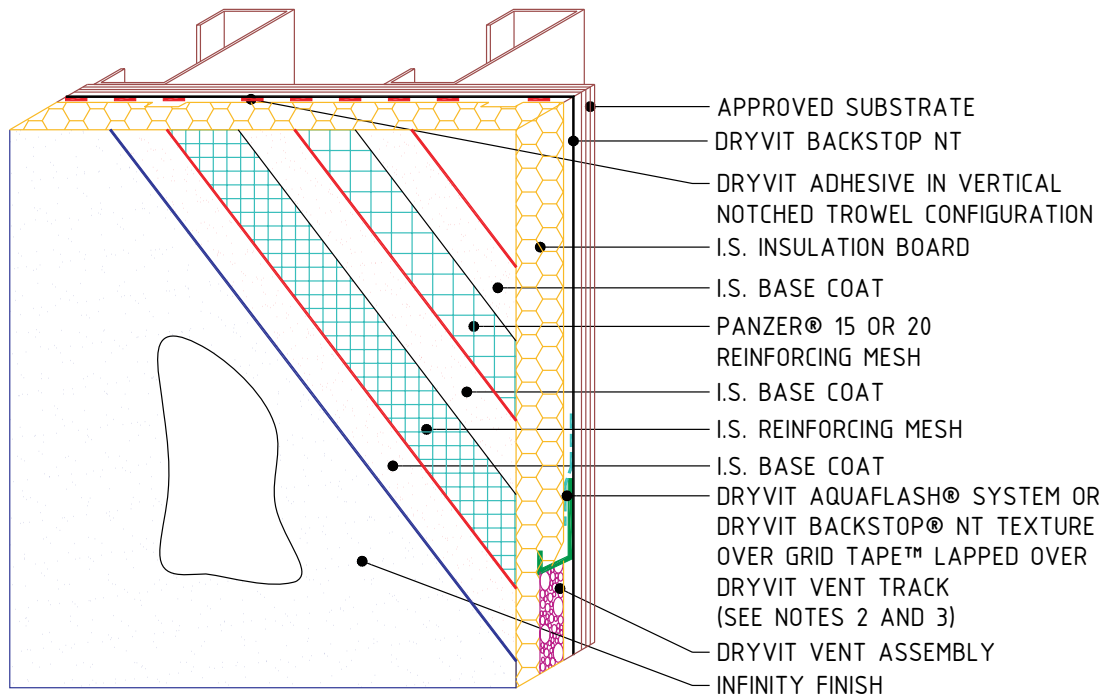 APPROVED SUBSTRATE
DRYVIT BACKSTOP NT
DRYVIT ADHESIVE IN VERTICAL
NOTCHED TROWEL CONFIGURATION
I.S. INSULATION BOARD
I.S. BASE COAT
PANZER® 15 OR 20
REINFORCING MESH
I.S. BASE COAT
I.S. REINFORCING MESH
I.S. BASE COAT
DRYVIT AQUAFLASH® SYSTEM OR
DRYVIT BACKSTOP® NT TEXTURE
OVER GRID TAPE™ LAPPED OVER
DRYVIT VENT TRACK
(SEE NOTES 2 AND 3)
DRYVIT VENT ASSEMBLY
INFINITY FINISH